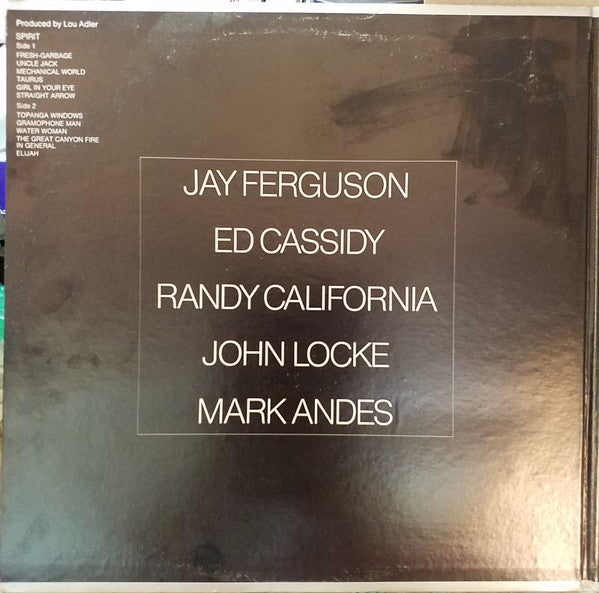 Produced by Lou Adler
SPIRIT
Side 1
FRESH-GARBAGE
UNCLE JACK
MECHANICAL WORLD
TAURUS
GIRL IN YOUR EYE
STRAIGHT ARROW
Side 2
TOPANGA WINDOWS
GRAMOPHONE MAN
WATER WOMAN
THE GREAT CANYON FIRE
IN GENERAL
ELIJAH
JAY FERGUSON
ED CASSIDY
RANDY CALIFORNIA
JOHN LOCKE
MARK ANDES